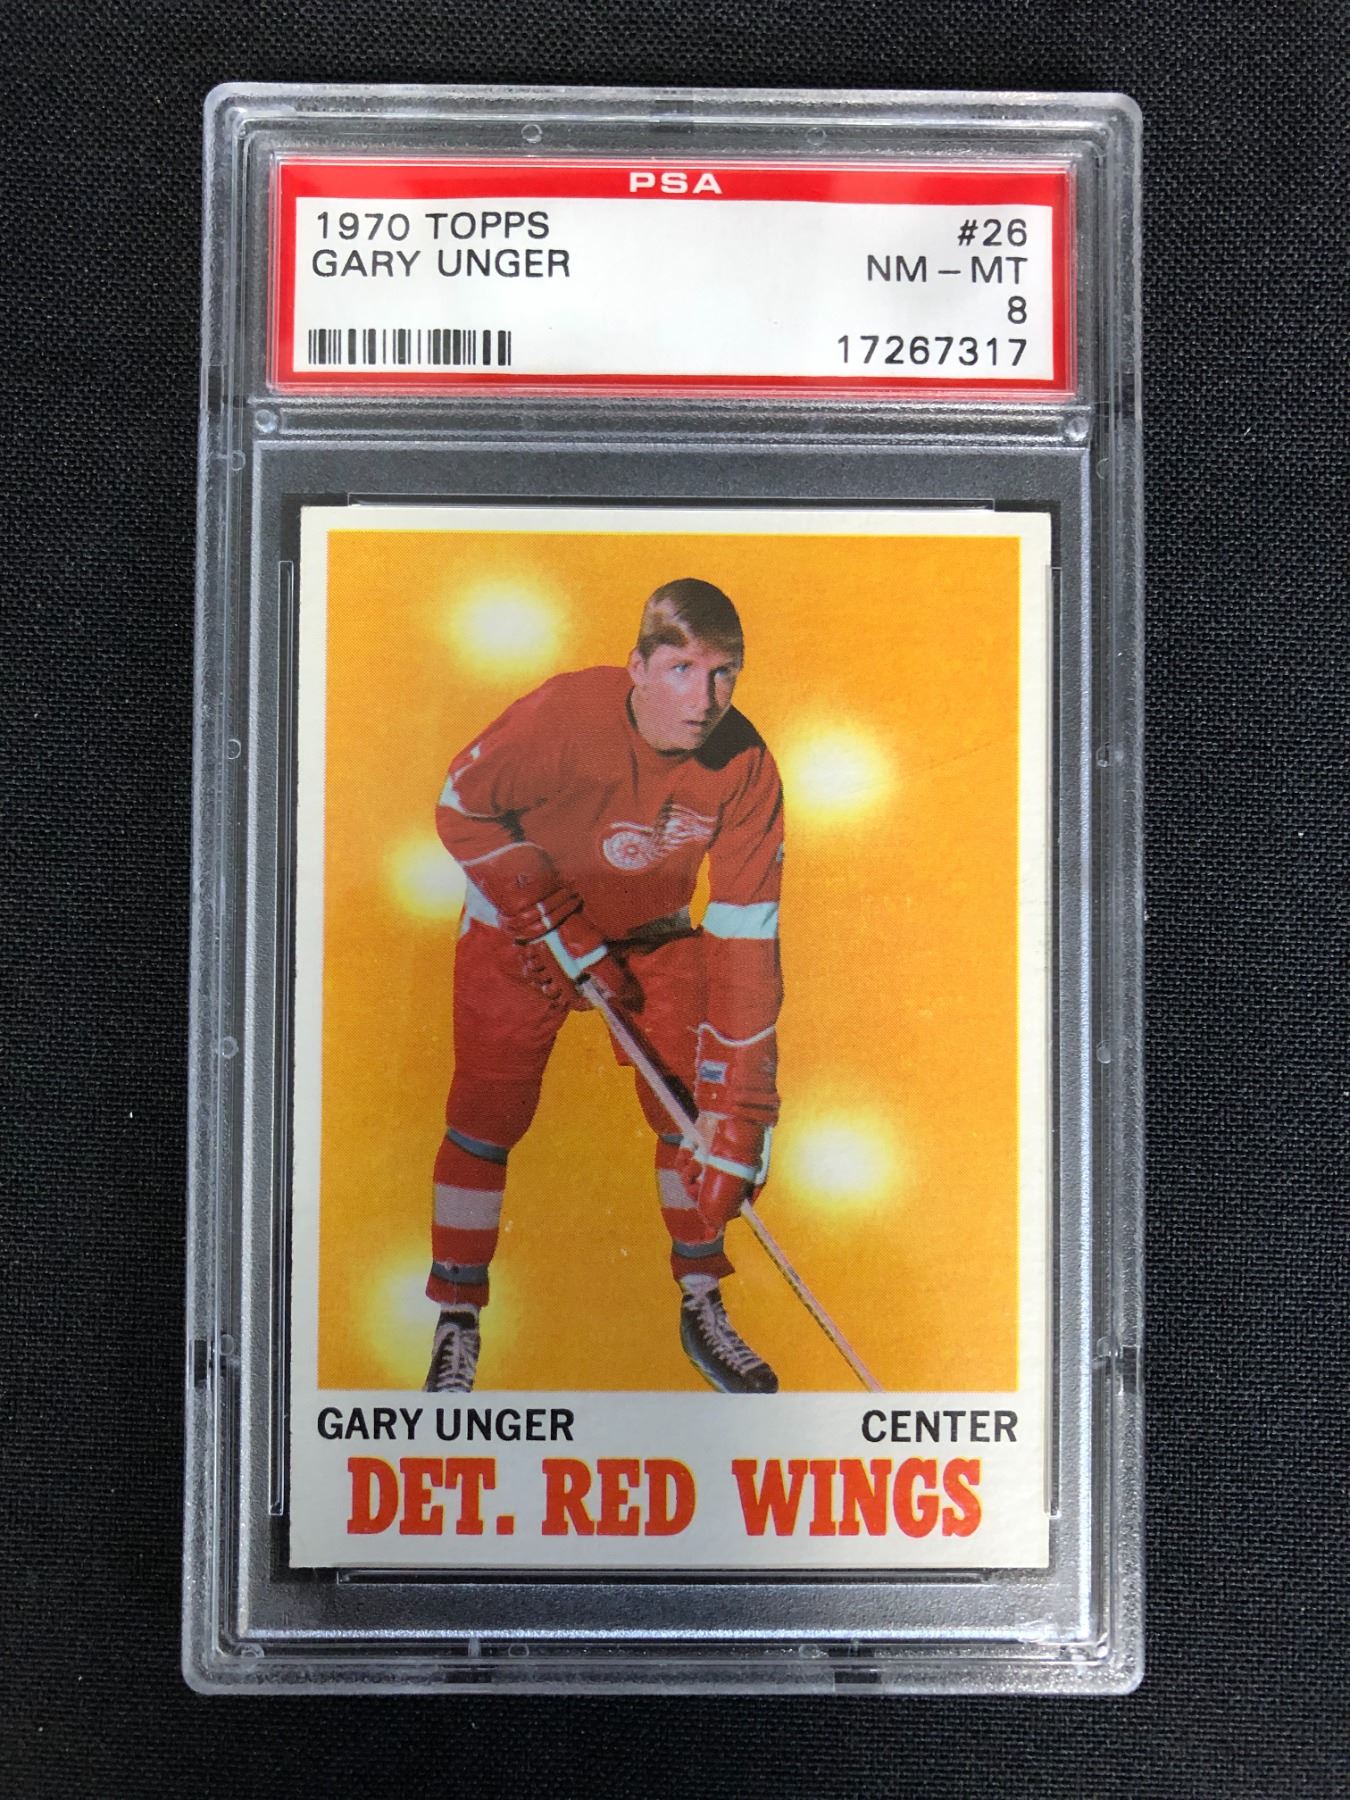 PSA
1970 TOPPS #26
GARY UNGER NM-MT
8
17267317
GARY UNGER CENTER
DET. RED WINGS